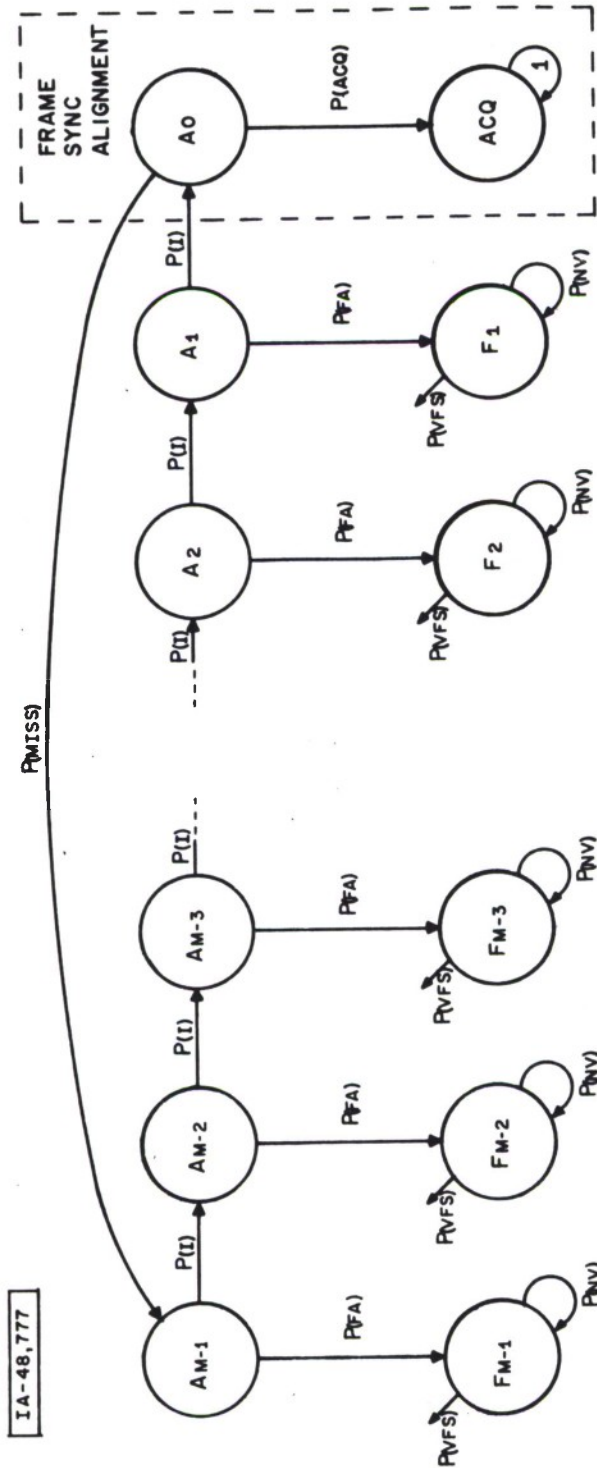 IA-48,777
P(MISS)
FRAME
SYNC
ALIGNMENT
AM-1
P(I)
AM-2
P(I)
AM-3
P(I)
P(I)
A2
P(I)
A1
P(I)
A0
P(FA)
P(FA)
P(FA)
P(FA)
P(FA)
P(ACQ)
P(VFS)
FM-1
P(NV)
P(VFS)
FM-2
P(NV)
P(VFS)
FM-3
P(NV)
P(VFS)
F2
P(NV)
P(VFS)
F1
P(NV)
ACQ
1